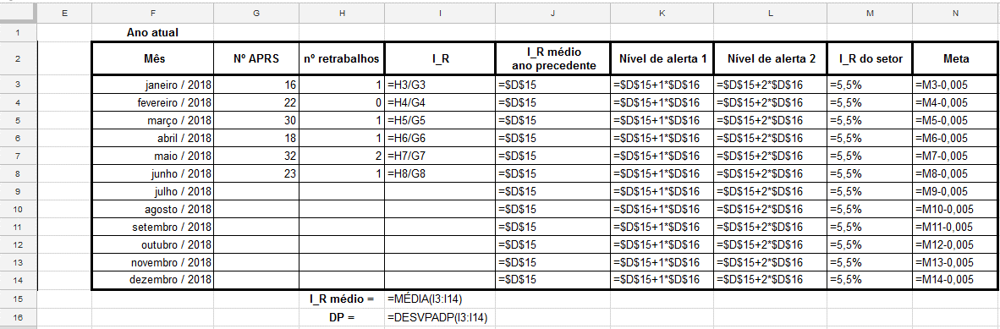 E F G H I J K L M N
1 Ano atual
2 Mês Nº APRS nº retrabalhos I_R I_R médio ano precedente Nível de alerta 1 Nível de alerta 2 I_R do setor Meta
3 janeiro / 2018 16 1 =H3/G3 =$D$15 =$D$15+1*$D$16 =$D$15+2*$D$16 =5,5% =M3-0,005
4 fevereiro / 2018 22 0 =H4/G4 =$D$15 =$D$15+1*$D$16 =$D$15+2*$D$16 =5,5% =M4-0,005
5 março / 2018 30 1 =H5/G5 =$D$15 =$D$15+1*$D$16 =$D$15+2*$D$16 =5,5% =M5-0,005
6 abril / 2018 18 1 =H6/G6 =$D$15 =$D$15+1*$D$16 =$D$15+2*$D$16 =5,5% =M6-0,005
7 maio / 2018 32 2 =H7/G7 =$D$15 =$D$15+1*$D$16 =$D$15+2*$D$16 =5,5% =M7-0,005
8 junho / 2018 23 1 =H8/G8 =$D$15 =$D$15+1*$D$16 =$D$15+2*$D$16 =5,5% =M8-0,005
9 julho / 2018 =$D$15 =$D$15+1*$D$16 =$D$15+2*$D$16 =5,5% =M9-0,005
10 agosto / 2018 =$D$15 =$D$15+1*$D$16 =$D$15+2*$D$16 =5,5% =M10-0,005
11 setembro / 2018 =$D$15 =$D$15+1*$D$16 =$D$15+2*$D$16 =5,5% =M11-0,005
12 outubro / 2018 =$D$15 =$D$15+1*$D$16 =$D$15+2*$D$16 =5,5% =M12-0,005
13 novembro / 2018 =$D$15 =$D$15+1*$D$16 =$D$15+2*$D$16 =5,5% =M13-0,005
14 dezembro / 2018 =$D$15 =$D$15+1*$D$16 =$D$15+2*$D$16 =5,5% =M14-0,005
15 I_R médio = =MÉDIA(I3:I14)
16 DP = =DESVPADP(I3:I14)